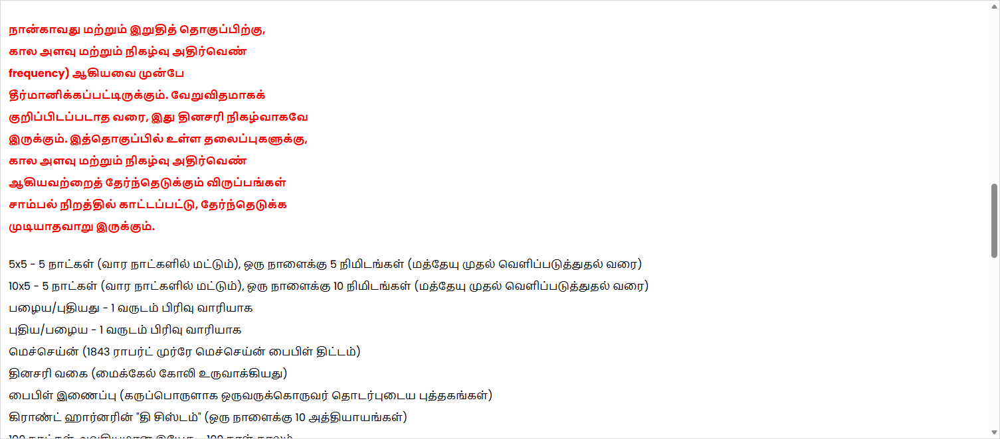 நான்காவது மற்றும் இறுதித் தொகுப்பிற்கு,
கால அளவு மற்றும் நிகழ்வு அதிர்வெண்
frequency) ஆகியவை முன்பே
தீர்மானிக்கப்பட்டிருக்கும். வேறுவிதமாகக்
குறிப்பிடப்படாத வரை, இது தினசரி நிகழ்வாகவே
இருக்கும். இத்தொகுப்பில் உள்ள தலைப்புகளுக்கு,
கால அளவு மற்றும் நிகழ்வு அதிர்வெண்
ஆகியவற்றைத் தேர்ந்தெடுக்கும் விருப்பங்கள்
சாம்பல் நிறத்தில் காட்டப்பட்டு, தேர்ந்தெடுக்க
முடியாதவாறு இருக்கும்.
5x5 - 5 நாட்கள் (வார நாட்களில் மட்டும்), ஒரு நாளைக்கு 5 நிமிடங்கள் (மத்தேயு முதல் வெளிப்படுத்துதல் வரை)
10x5 - 5 நாட்கள் (வார நாட்களில் மட்டும்), ஒரு நாளைக்கு 10 நிமிடங்கள் (மத்தேயு முதல் வெளிப்படுத்துதல் வரை)
பழைய/புதியது - 1 வருடம் பிரிவு வாரியாக
புதிய/பழைய - 1 வருடம் பிரிவு வாரியாக
மெச்செய்ன் (1843 ராபர்ட் முர்ரே மெச்செய்ன் பைபிள் திட்டம்)
தினசரி வகை (மைக்கேல் கோலி உருவாக்கியது)
பைபிள் இணைப்பு (கருப்பொருளாக ஒருவருக்கொருவர் தொடர்புடைய புத்தகங்கள்)
கிராண்ட் ஹார்னரின் "தி சிஸ்டம்" (ஒரு நாளைக்கு 10 அத்தியாயங்கள்)